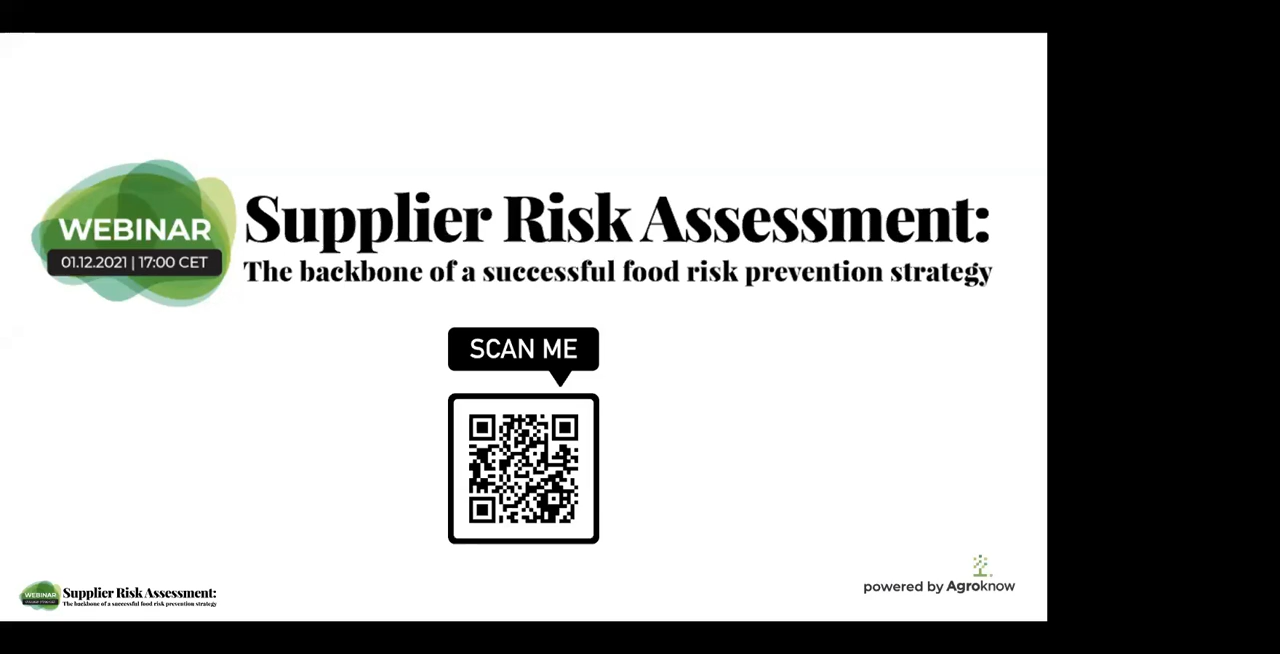 WEBINAR
01.12.2021 | 17:00 CET
Supplier Risk Assessment:
The backbone of a successful food risk prevention strategy
SCAN ME
WEBINAR
Supplier Risk Assessment:
The backbone of a successful food risk prevention strategy
powered by Agroknow